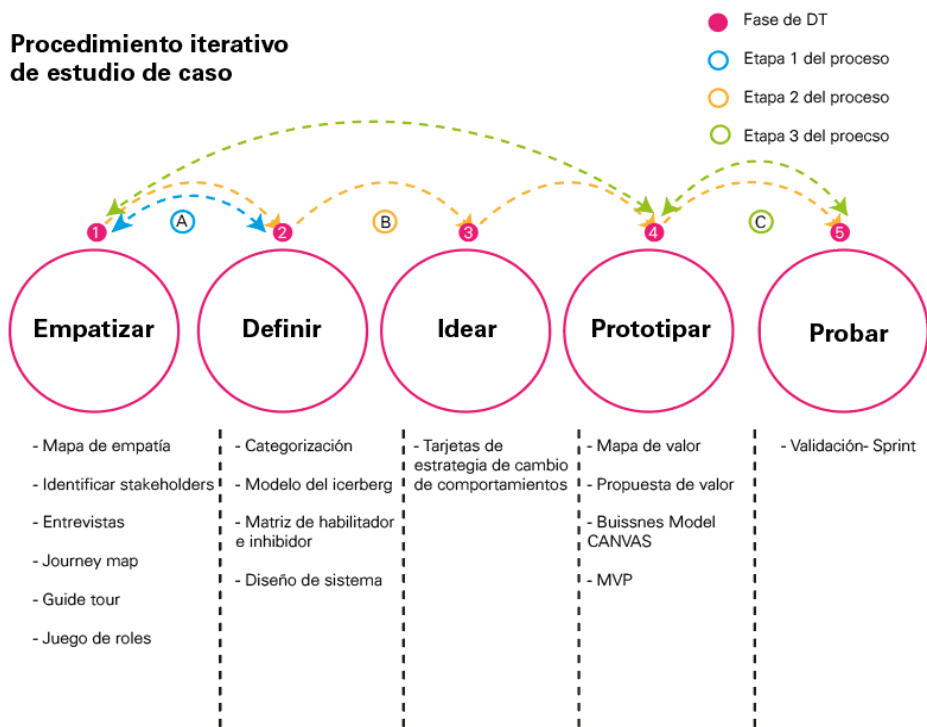 Procedimiento iterativo
de estudio de caso
Fase de DT
Etapa 1 del proceso
Etapa 2 del proceso
Etapa 3 del proecso
A
B
C
1
2
3
4
5
Empatizar
Definir
Idear
Prototipar
Probar
- Mapa de empatía
- Identificar stakeholders
- Entrevistas
- Journey map
- Guide tour
- Juego de roles
- Categorización
- Modelo del icerberg
- Matriz de habilitador
e inhibidor
- Diseño de sistema
- Tarjetas de
estrategia de cambio
de comportamientos
- Mapa de valor
- Propuesta de valor
- Buissnes Model
CANVAS
- MVP
- Validación- Sprint